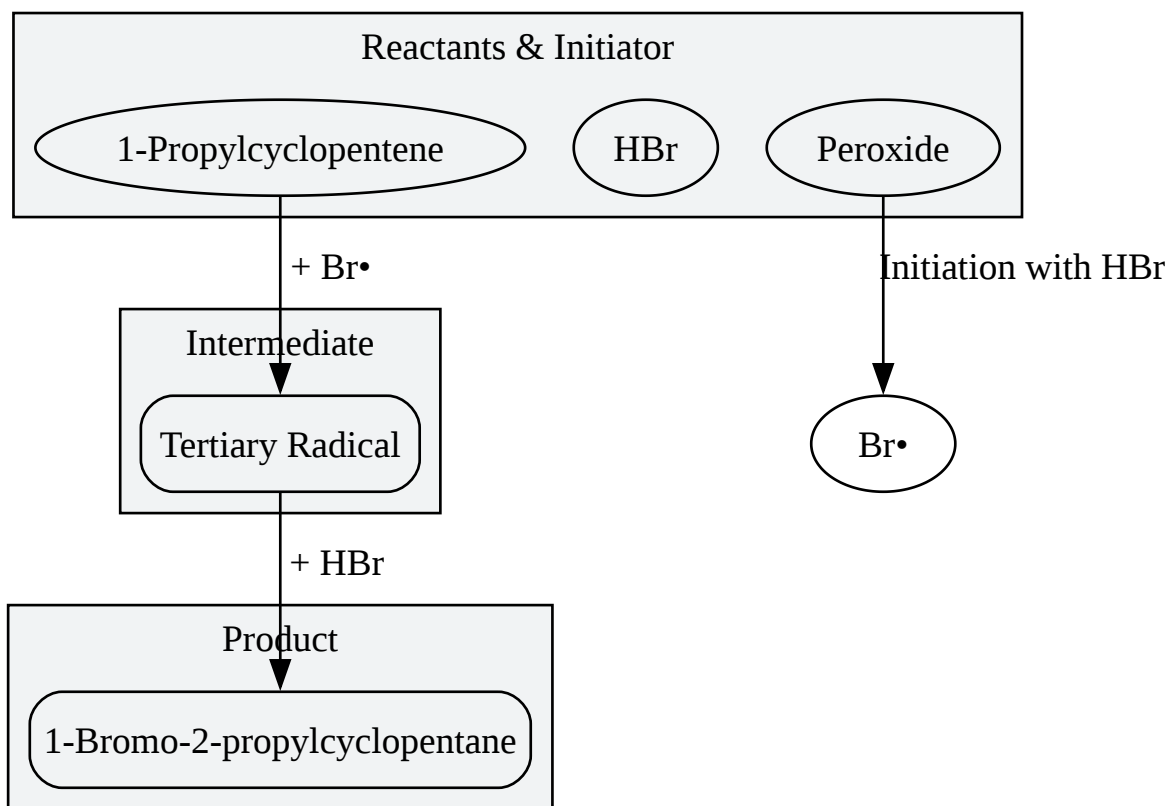 Reactants & Initiator
1-Propylcyclopentene
HBr
Peroxide
+ Br•
Initiation with HBr
Intermediate
Tertiary Radical
Br•
+ HBr
Product
1-Bromo-2-propylcyclopentane